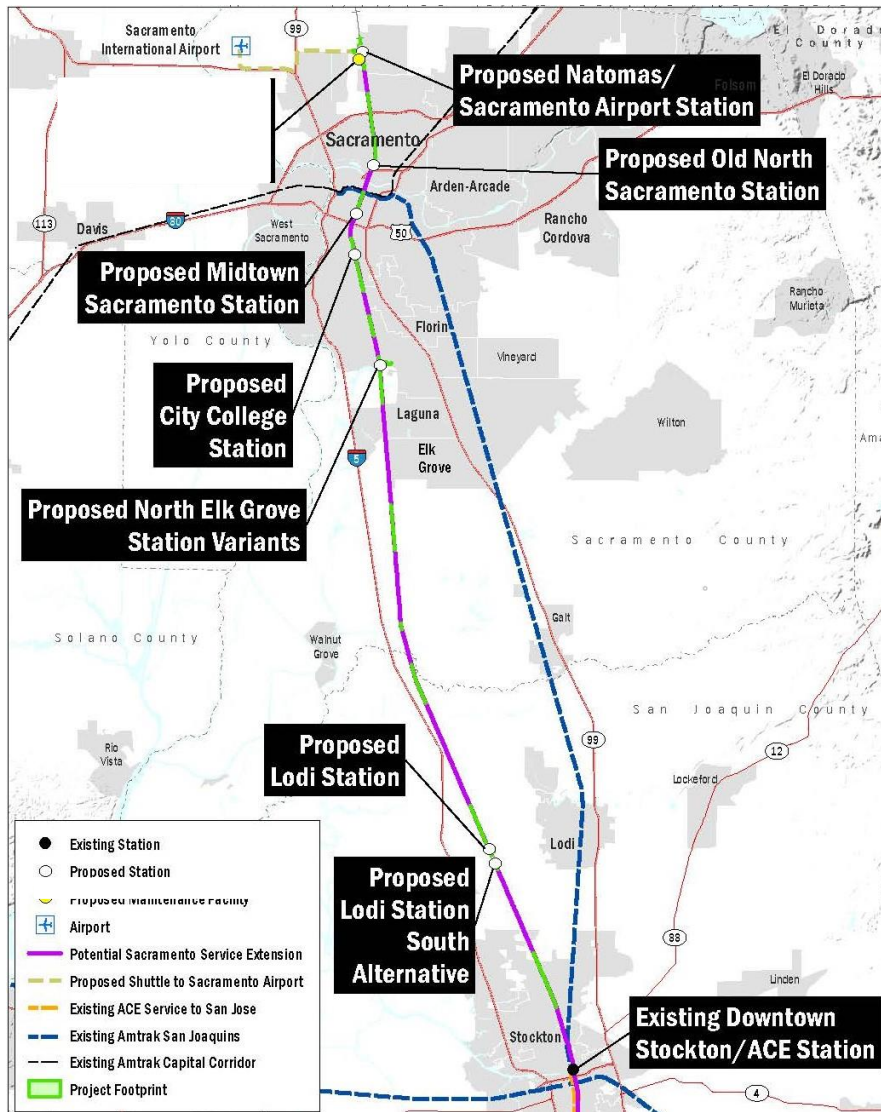 Sacramento
International Airport
99
El Dorado
County
El Dorado
Hills
Folsom
Proposed Natomas/
Sacramento Airport Station
Sacramento
Proposed Old North
Sacramento Station
Arden-Arcade
113
Davis
80
West
Sacramento
50
Rancho
Cordova
Proposed Midtown
Sacramento Station
Rancho
Murieta
Florin
Yolo County
Vineyard
Proposed
City College
Station
Laguna
Wilton
Elk
Grove
5
Proposed North Elk Grove
Station Variants
Sacramento County
Solano County
Walnut
Grove
Galt
San Joaquin County
Rio
Vista
Proposed
Lodi Station
99
12
Lockeford
Lodi
Proposed
Lodi Station
South
Alternative
88
Linden
Stockton
Existing Downtown
Stockton/ACE Station
4
Existing Station
Proposed Station
Proposed Maintenance Facility
Airport
Potential Sacramento Service Extension
Proposed Shuttle to Sacramento Airport
Existing ACE Service to San Jose
Existing Amtrak San Joaquins
Existing Amtrak Capital Corridor
Project Footprint